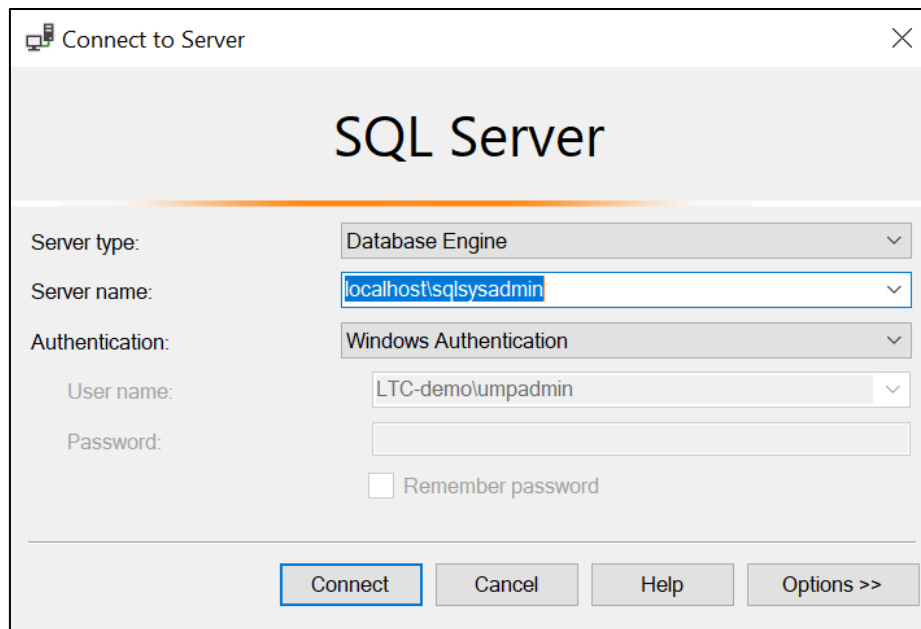 Connect to Server
SQL Server
Server type: Database Engine
Server name: localhost\sqlsysadmin
Authentication: Windows Authentication
User name: LTC-demo\umpadmin
Password:
Remember password
Connect Cancel Help Options >>